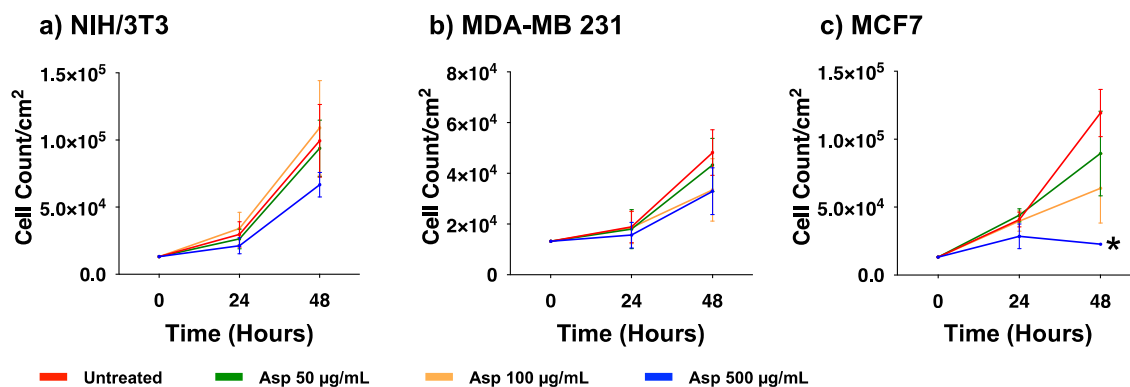 a) NIH/3T3
b) MDA-MB 231
c) MCF7
Cell Count/cm²
1.5×10⁵
1.0×10⁵
5.0×10⁴
0.0
0 24 48
Time (Hours)
Cell Count/cm²
8×10⁴
6×10⁴
4×10⁴
2×10⁴
0
0 24 48
Time (Hours)
Cell Count/cm²
1.5×10⁵
1.0×10⁵
5.0×10⁴
0.0
*
0 24 48
Time (Hours)
Untreated Asp 50 µg/mL Asp 100 µg/mL Asp 500 µg/mL